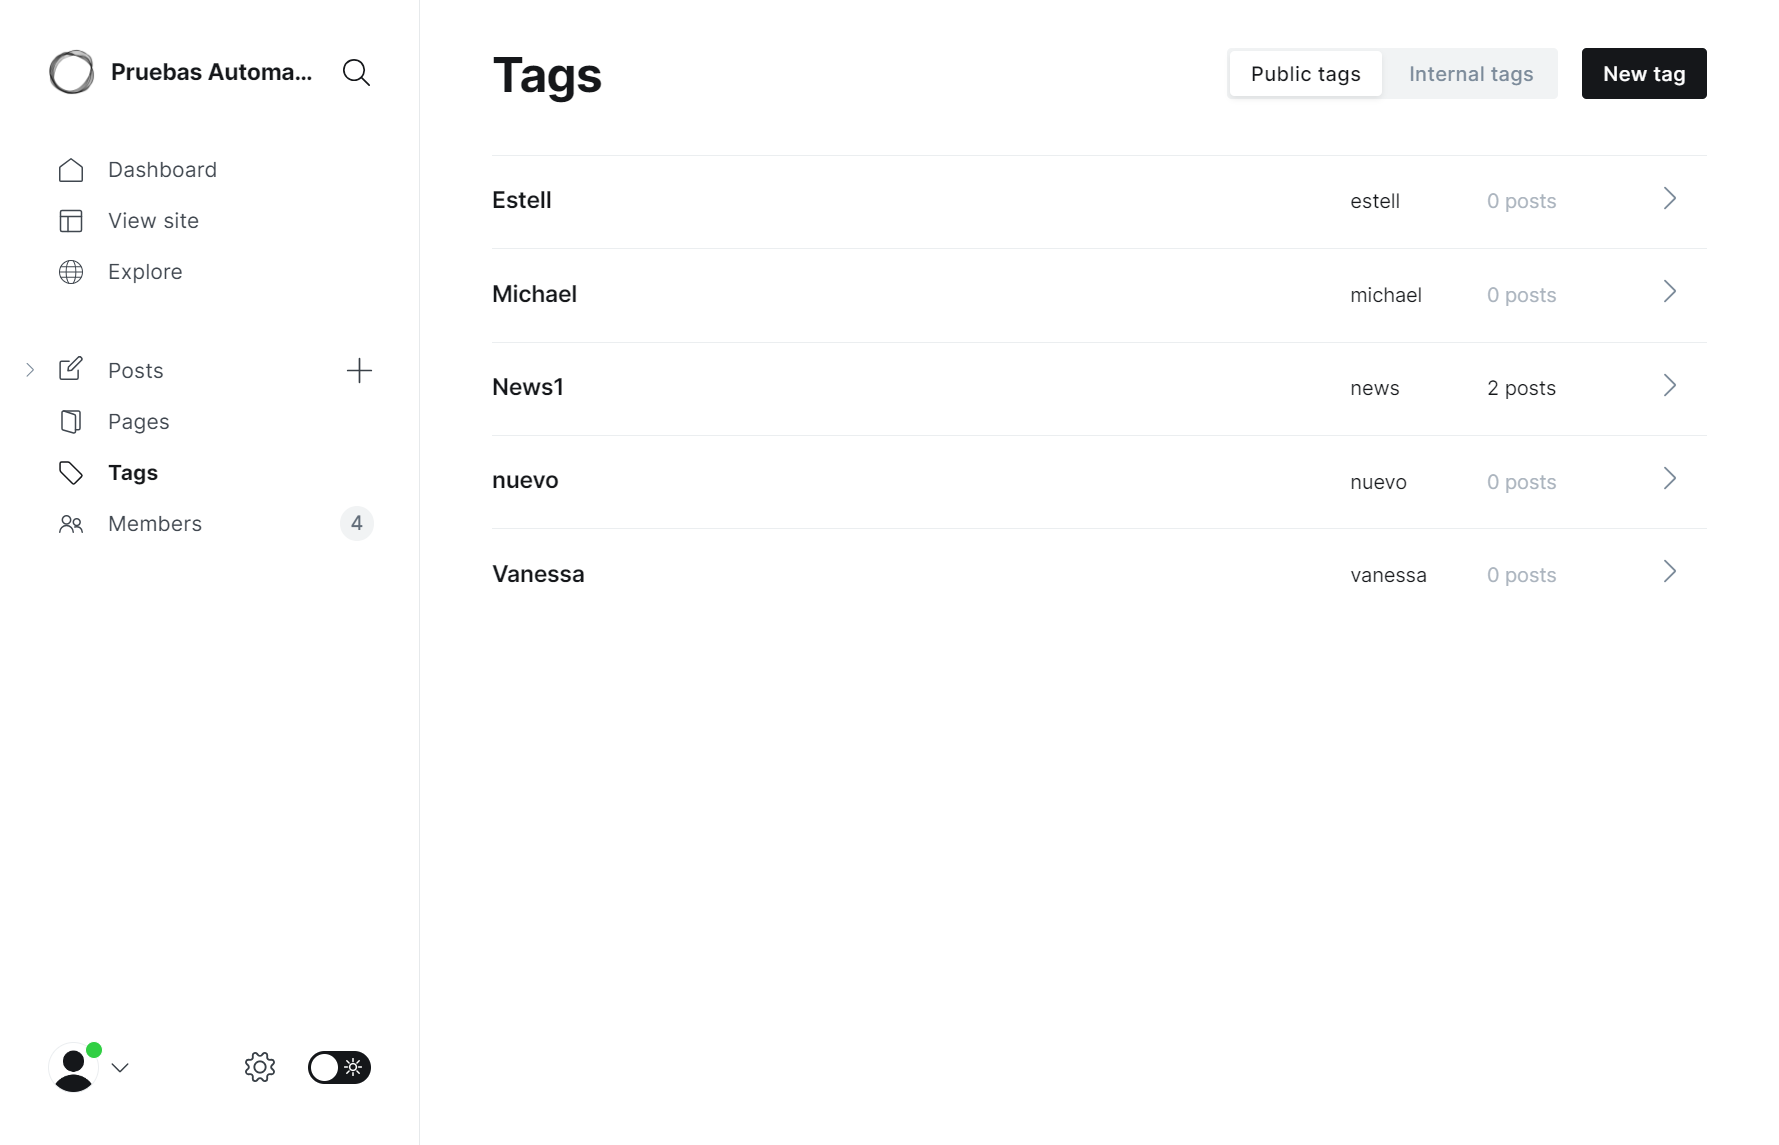 Pruebas Automa...
Dashboard
View site
Explore
Posts
Pages
Tags
Members 4
Tags
Public tags Internal tags New tag
Estell estell 0 posts
Michael michael 0 posts
News1 news 2 posts
nuevo nuevo 0 posts
Vanessa vanessa 0 posts